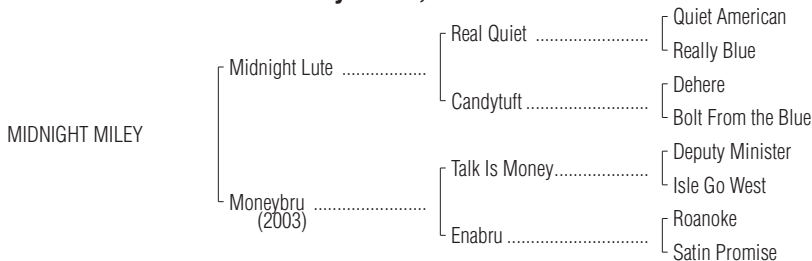 Quiet American
Real Quiet ..........................
Really Blue
Midnight Lute ....................
Dehere
Candytuft ............................
Bolt From the Blue
MIDNIGHT MILEY
Deputy Minister
Talk Is Money......................
Isle Go West
Moneybru ..........................
(2003)
Roanoke
Enabru .................................
Satin Promise